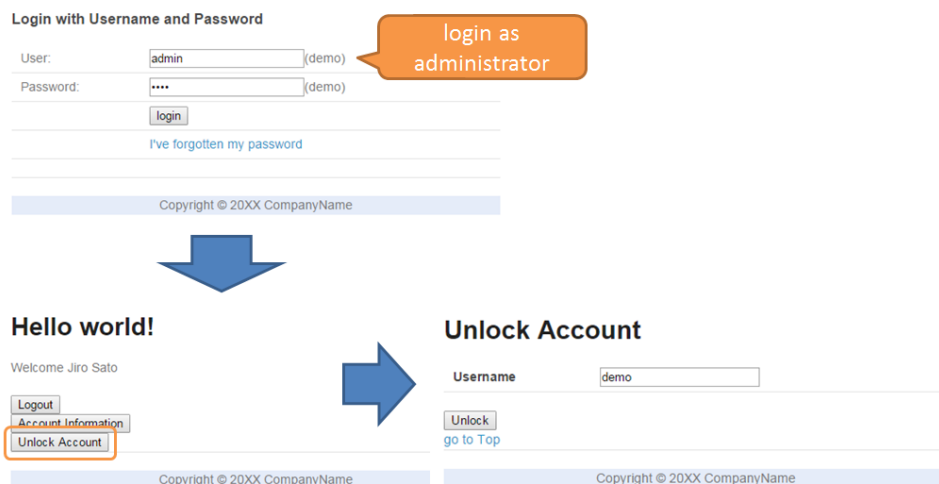 Login with Username and Password
login as
administrator
User: admin (demo)
Password: •••• (demo)
login
I've forgotten my password
Copyright © 20XX CompanyName
Hello world!
Welcome Jiro Sato
Logout
Account Information
Unlock Account
Copyright © 20XX CompanyName
Unlock Account
Username demo
Unlock
go to Top
Copyright © 20XX CompanyName